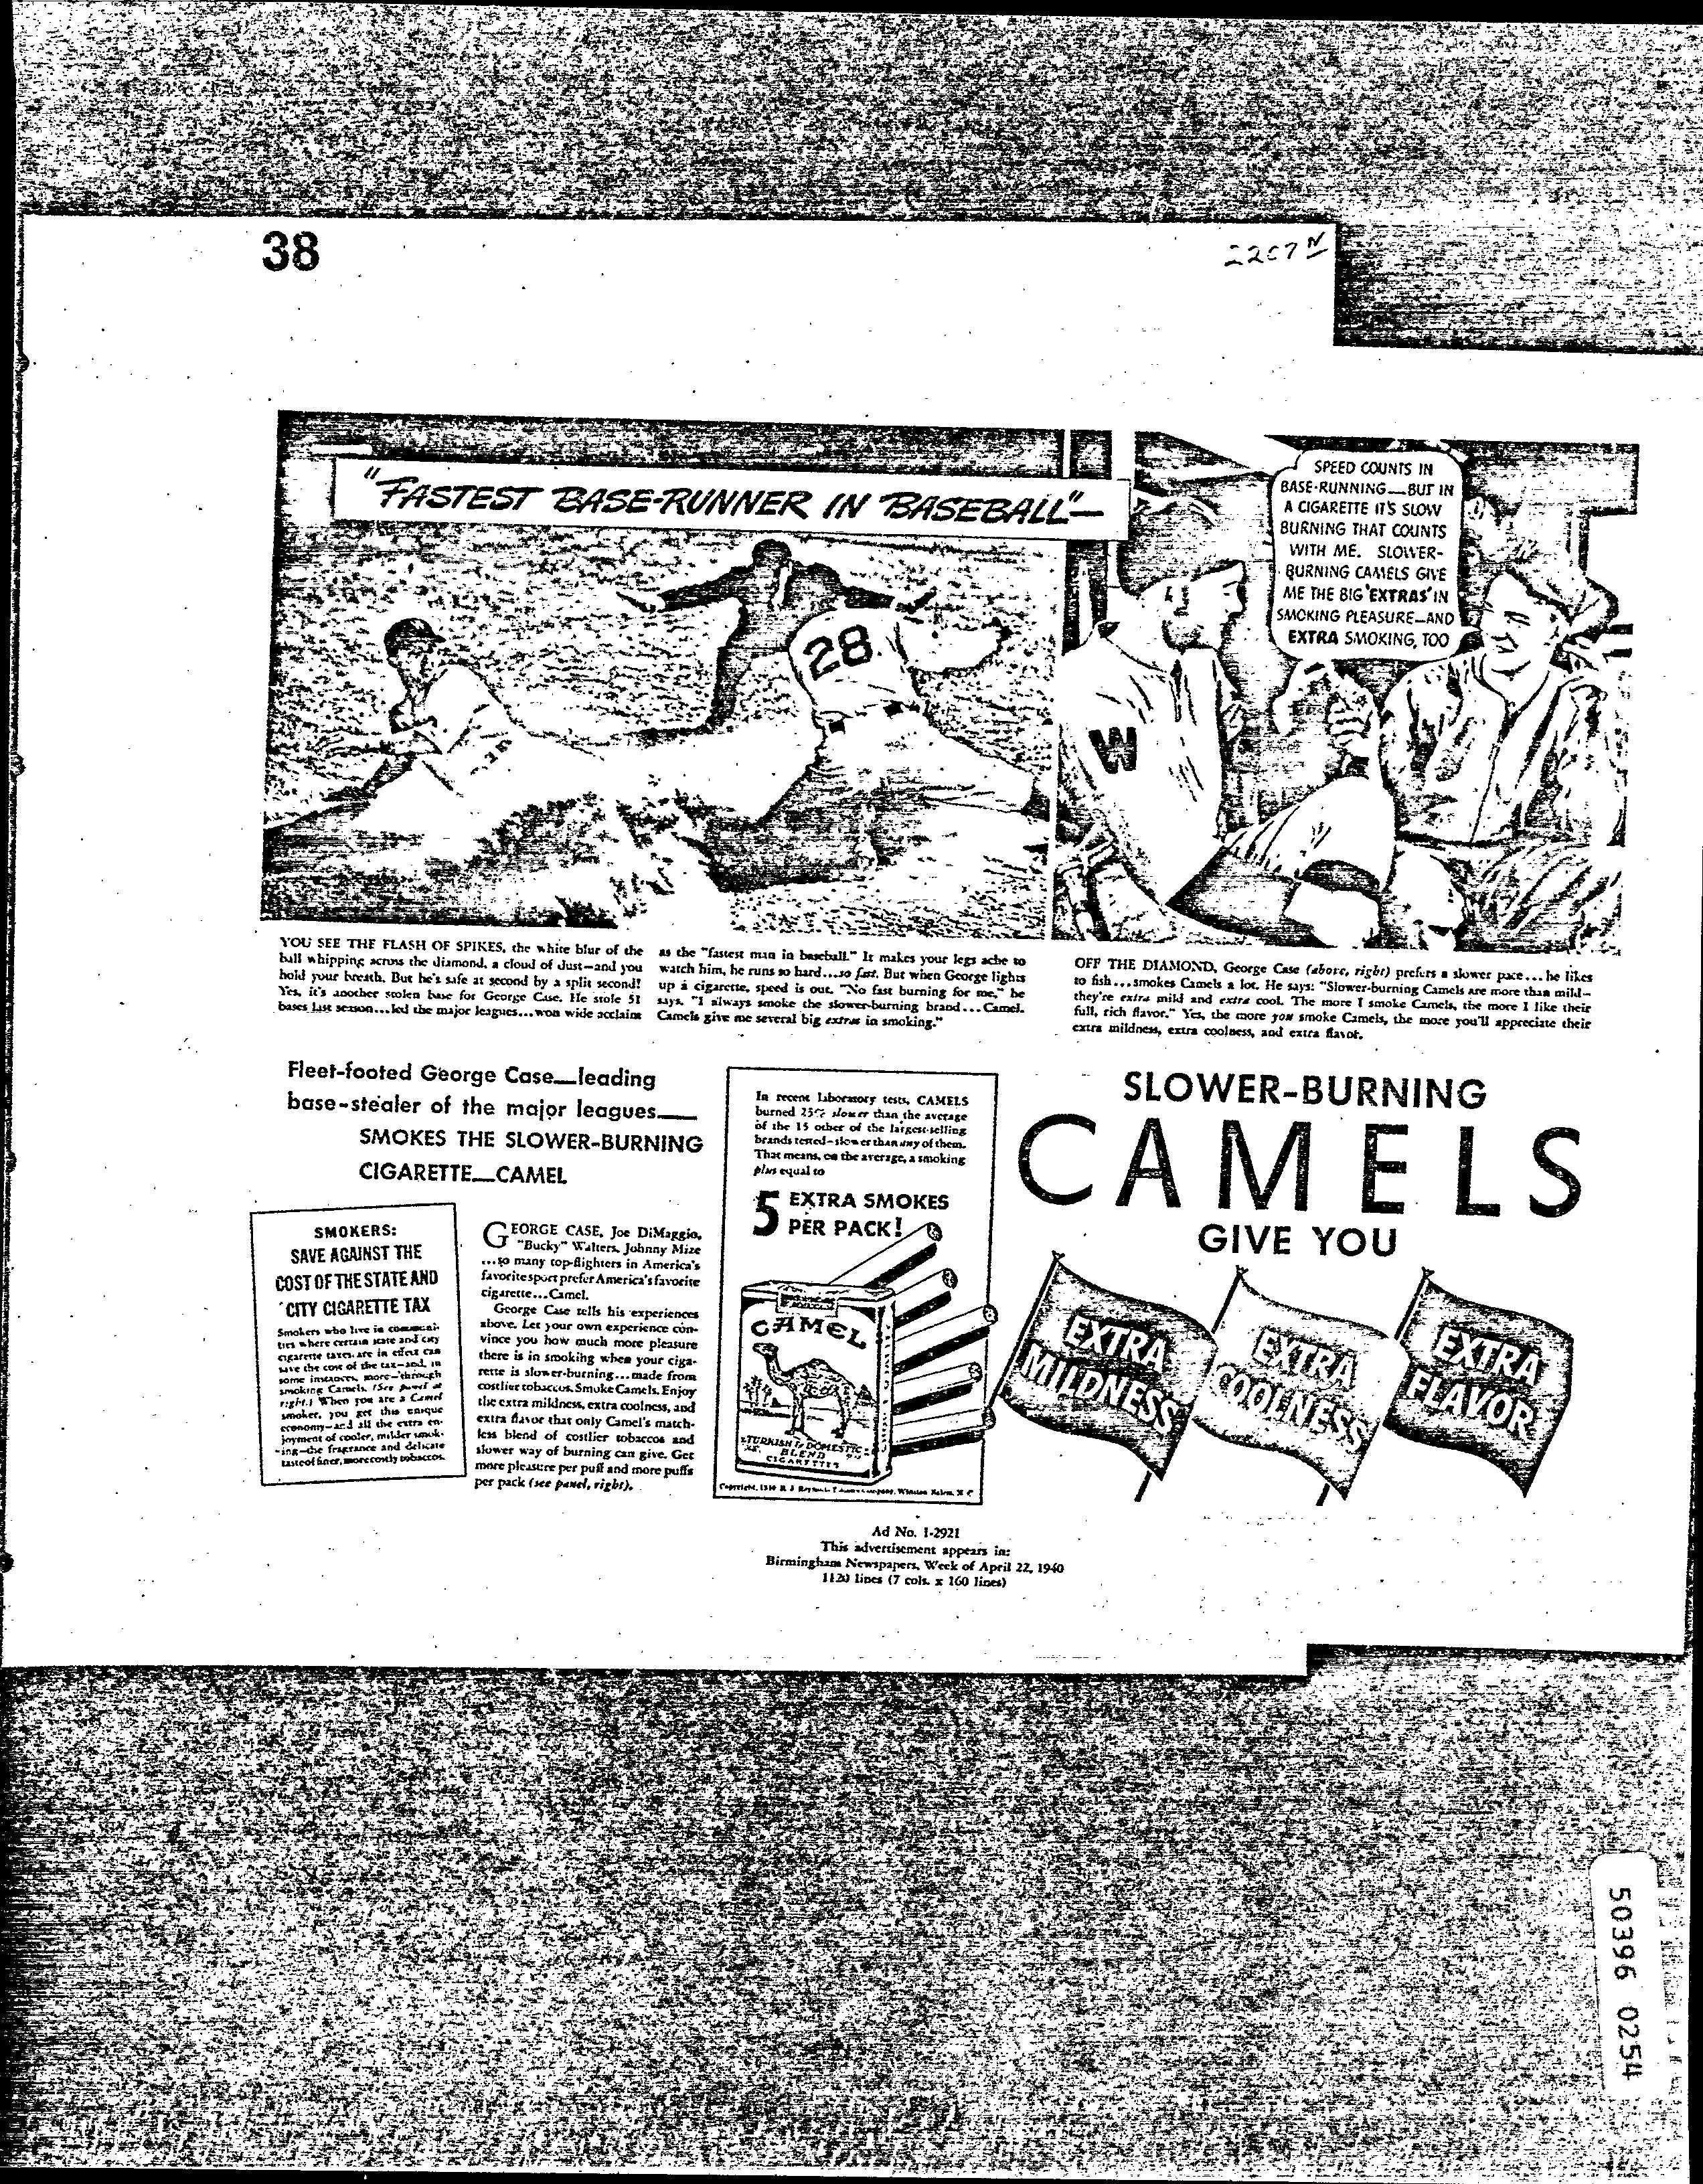 38
2207 N
"FASTEST BASE-RUNNER IN BASEBALL"—
28
SPEED COUNTS IN
BASE-RUNNING—BUT IN
A CIGARETTE IT'S SLOW
BURNING THAT COUNTS
WITH ME. SLOWER-
BURNING CAMELS GIVE
ME THE BIG 'EXTRAS' IN
SMOKING PLEASURE—AND
EXTRA SMOKING, TOO
W
YOU SEE THE FLASH OF SPIKES, the white blur of the
ball whipping across the diamond, a cloud of dust—and you
hold your breath. But he's safe at second by a split second!
Yes, it's another stolen base for George Case. He stole 51
bases last season...led the major leagues...won wide acclaim
as the "fastest man in baseball." It makes your legs ache to
watch him, he runs so hard...so fast. But when George lights
up a cigarette, speed is out. "No fast burning for me," he
says. "I always smoke the slower-burning brand...Camel.
Camels give me several big extras in smoking."
OFF THE DIAMOND, George Case (above, right) prefers a slower pace...he likes
to fish...smokes Camels a lot. He says: "Slower-burning Camels are more than mild—
they're extra mild and extra cool. The more I smoke Camels, the more I like their
full, rich flavor." Yes, the more you smoke Camels, the more you'll appreciate their
extra mildness, extra coolness, and extra flavor.
Fleet-footed George Case—leading
base-stealer of the major leagues—
SMOKES THE SLOWER-BURNING
CIGARETTE—CAMEL
SMOKERS:
SAVE AGAINST THE
COST OF THE STATE AND
CITY CIGARETTE TAX
Smokers who live in communi-
ties where certain state and city
cigarette taxes are in effect can
save the cost of the tax—and, in
some instances, more—through
smoking Camels. (See panel at
right.) When you are a Camel
smoker, you get this unique
economy—and all the extra en-
joyment of cooler, milder smok-
ing—the fragrance and delicate
taste of finer, more costly tobaccos.
GEORGE CASE, Joe DiMaggio,
"Bucky" Walters, Johnny Mize
...so many top-flighters in America's
favorite sport prefer America's favorite
cigarette...Camel.
George Case tells his experiences
above. Let your own experience con-
vince you how much more pleasure
there is in smoking when your ciga-
rette is slower-burning...made from
costlier tobaccos. Smoke Camels. Enjoy
the extra mildness, extra coolness, and
extra flavor that only Camel's match-
less blend of costlier tobaccos and
slower way of burning can give. Get
more pleasure per puff and more puffs
per pack (see panel, right).
In recent laboratory tests, CAMELS
burned 25% slower than the average
of the 15 other of the largest-selling
brands tested—slower than any of them.
That means, on the average, a smoking
plus equal to
5 EXTRA SMOKES
PER PACK!
CAMEL
TURKISH & DOMESTIC
BLEND
CIGARETTES
Copyright, 1940 R. J. Reynolds Tobacco Company, Winston Salem, N. C.
SLOWER-BURNING
CAMELS
GIVE YOU
EXTRA
MILDNESS
EXTRA
COOLNESS
EXTRA
FLAVOR
Ad No. 1-2921
This advertisement appears in:
Birmingham Newspapers, Week of April 22, 1940
1120 lines (7 cols. x 160 lines)
50396 0254